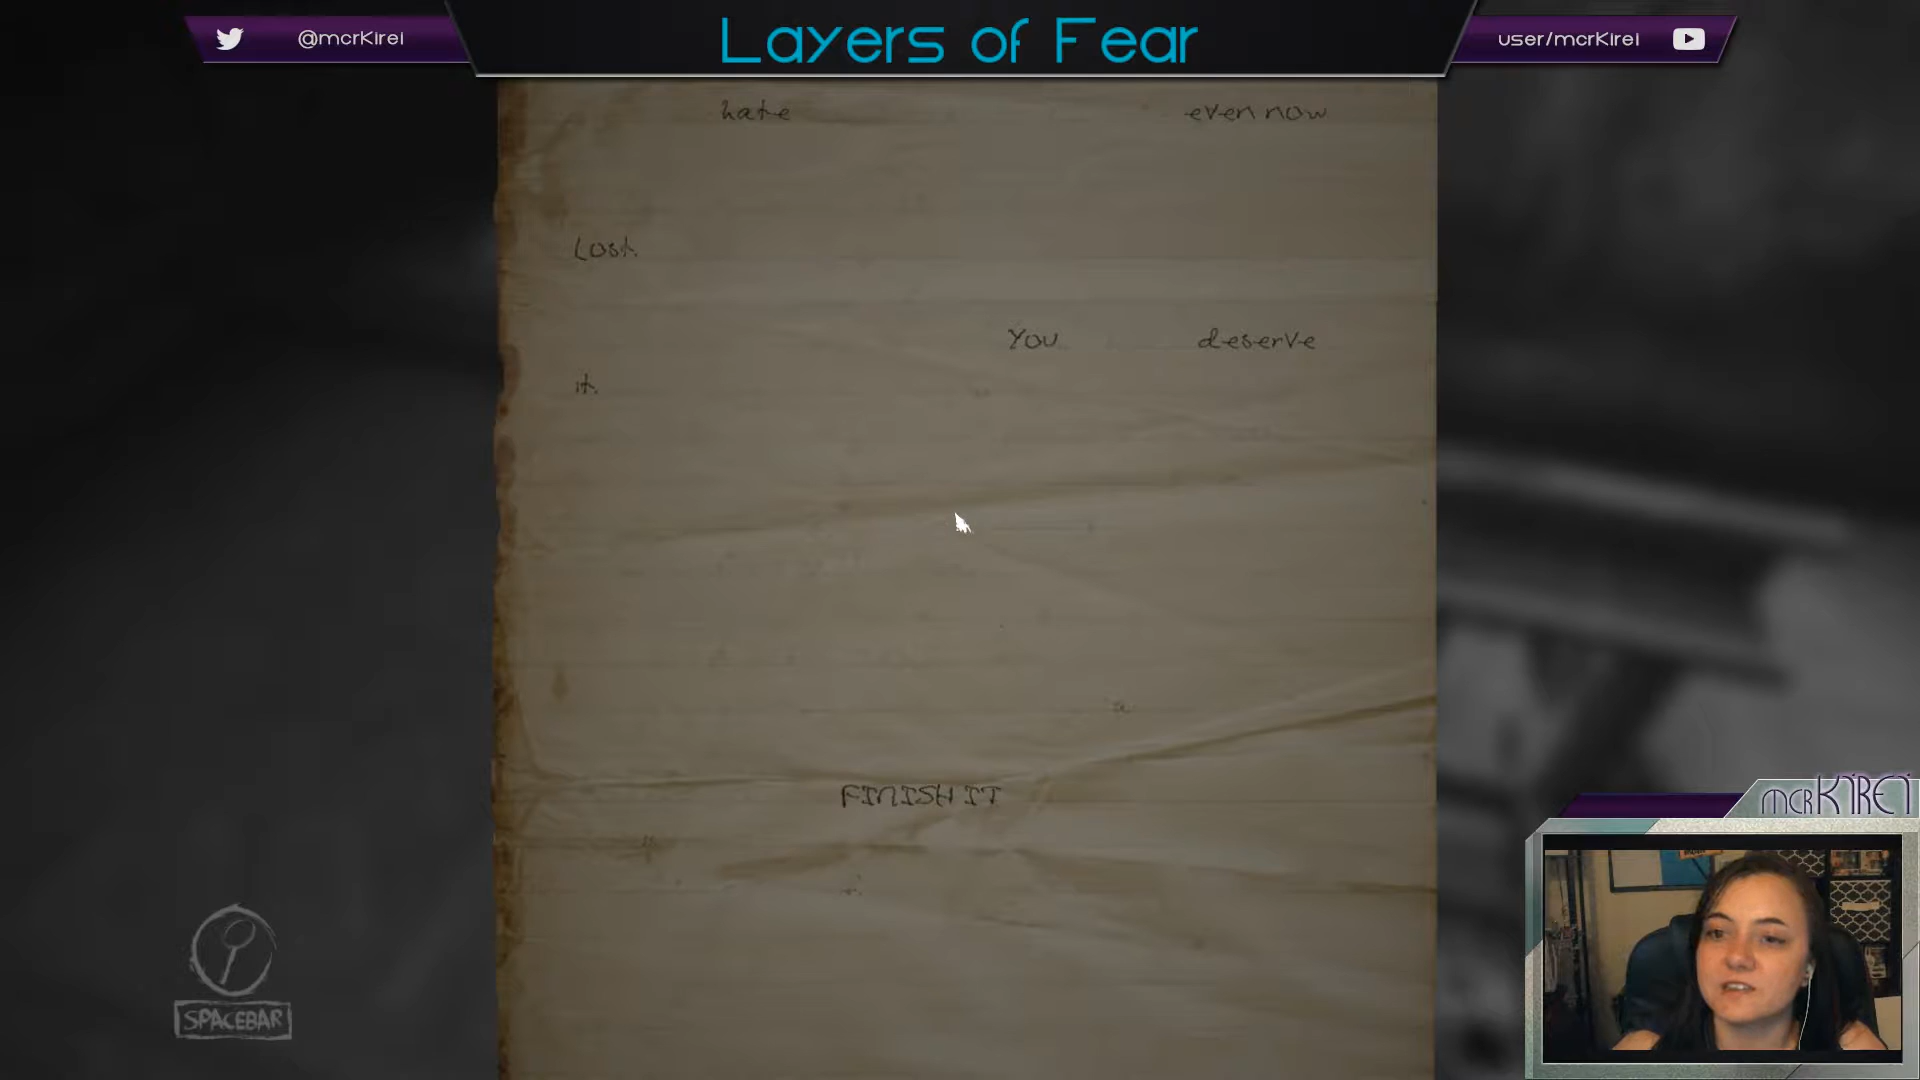 @mcrKirei
Layers of Fear
user/mcrKirei
hate even now
Lost.
You deserve
it.
a
FINISH IT
SPACEBAR
mcrKIREI